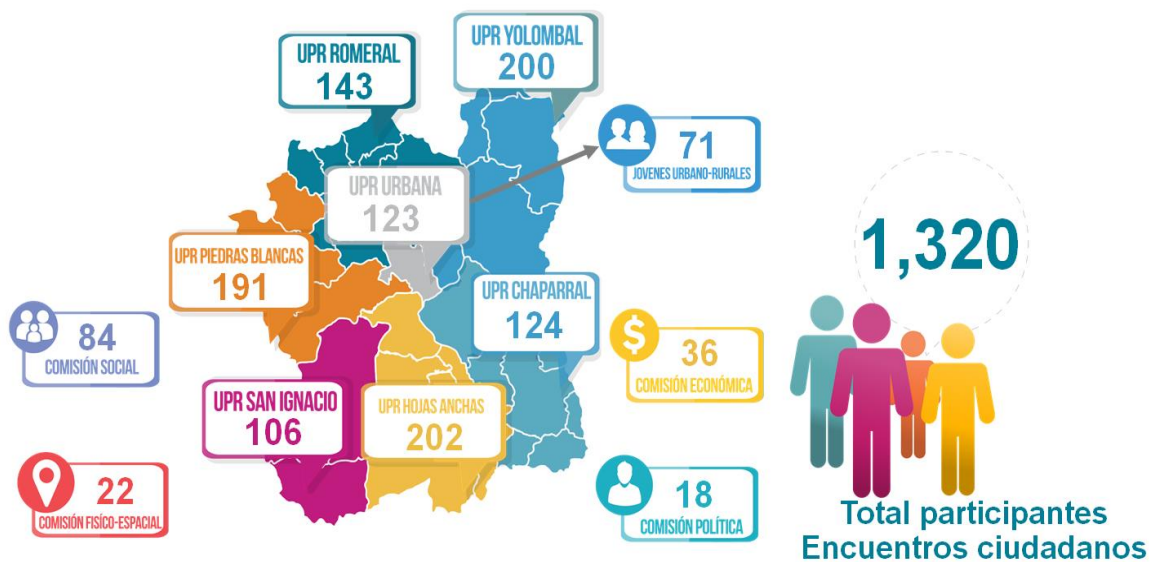 UPR ROMERAL
143
UPR YOLOMBAL
200
71
JOVENES URBANO-RURALES
UPR URBANA
123
1,320
UPR PIEDRAS BLANCAS
191
UPR CHAPARRAL
124
84
COMISIÓN SOCIAL
$
36
COMISIÓN ECONÓMICA
UPR SAN IGNACIO
106
UPR HOJAS ANCHAS
202
22
COMISIÓN FISÍCO-ESPACIAL
18
COMISIÓN POLÍTICA
Total participantes
Encuentros ciudadanos